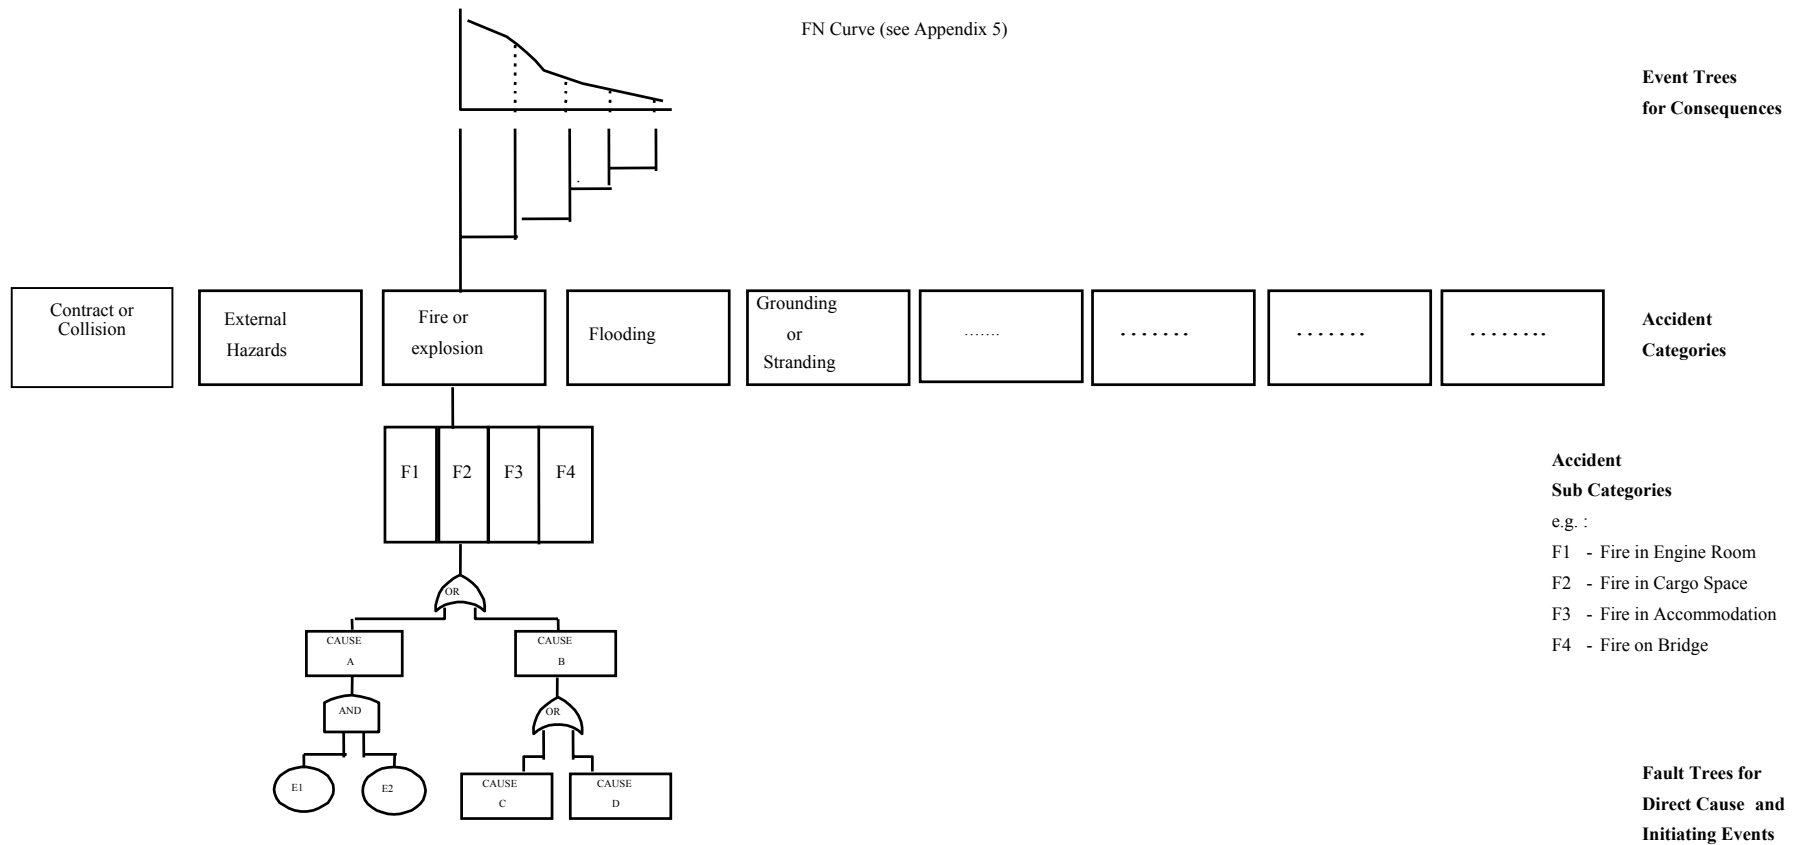 FN Curve (see Appendix 5)
Event Trees
for Consequences
Contract or
Collision
External
Hazards
Fire or
explosion
Flooding
Grounding
or
Stranding
.......
.......
.......
........
Accident
Categories
F1
F2
F3
F4
Accident
Sub Categories
e.g. :
F1 - Fire in Engine Room
F2 - Fire in Cargo Space
F3 - Fire in Accommodation
F4 - Fire on Bridge
OR
CAUSE
A
CAUSE
B
AND
OR
E1
E2
CAUSE
C
CAUSE
D
Fault Trees for
Direct Cause and
Initiating Events